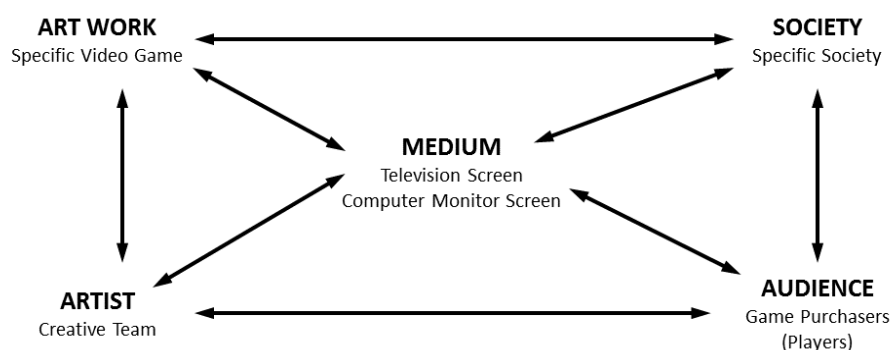 ART WORK
Specific Video Game
SOCIETY
Specific Society
MEDIUM
Television Screen
Computer Monitor Screen
ARTIST
Creative Team
AUDIENCE
Game Purchasers
(Players)